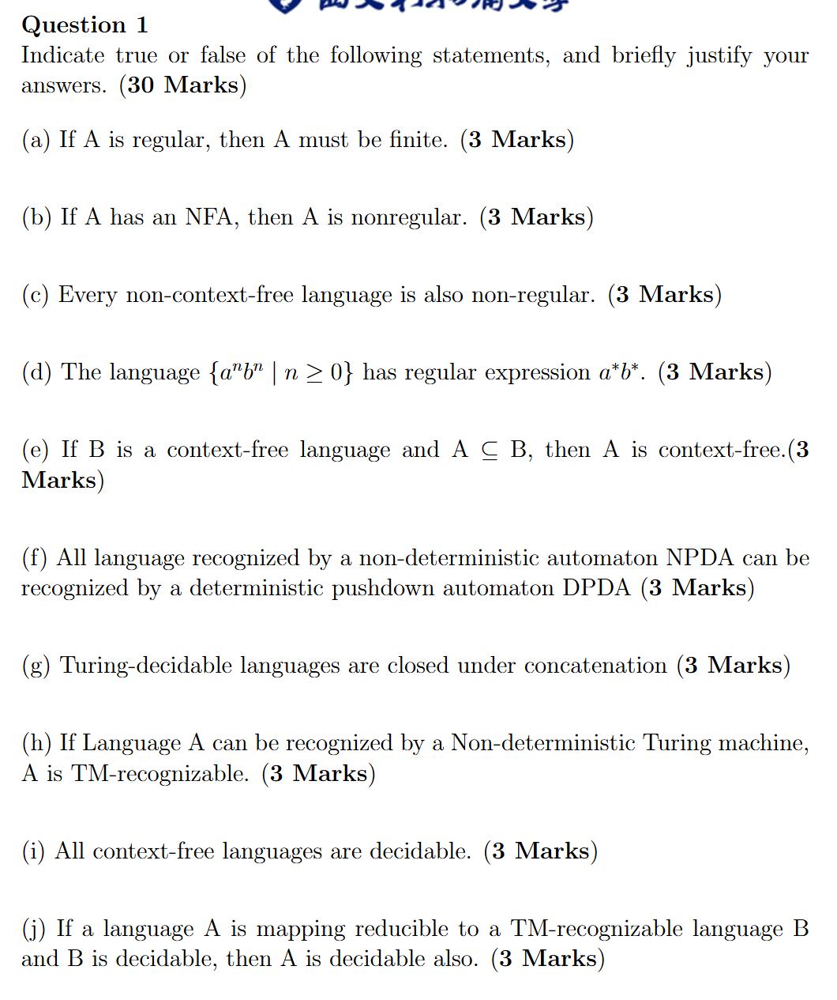 Question 1
Indicate true or false of the following statements, and briefly justify your
answers. (30 Marks)
(a) If A is regular, then A must be finite. (3 Marks)
(b) If A has an NFA, then A is nonregular. (3 Marks)
(c) Every non-context-free language is also non-regular. (3 Marks)
(d) The language {aⁿbⁿ | n ≥ 0} has regular expression a*b*. (3 Marks)
(e) If B is a context-free language and A ⊆ B, then A is context-free.(3
Marks)
(f) All language recognized by a non-deterministic automaton NPDA can be
recognized by a deterministic pushdown automaton DPDA (3 Marks)
(g) Turing-decidable languages are closed under concatenation (3 Marks)
(h) If Language A can be recognized by a Non-deterministic Turing machine,
A is TM-recognizable. (3 Marks)
(i) All context-free languages are decidable. (3 Marks)
(j) If a language A is mapping reducible to a TM-recognizable language B
and B is decidable, then A is decidable also. (3 Marks)